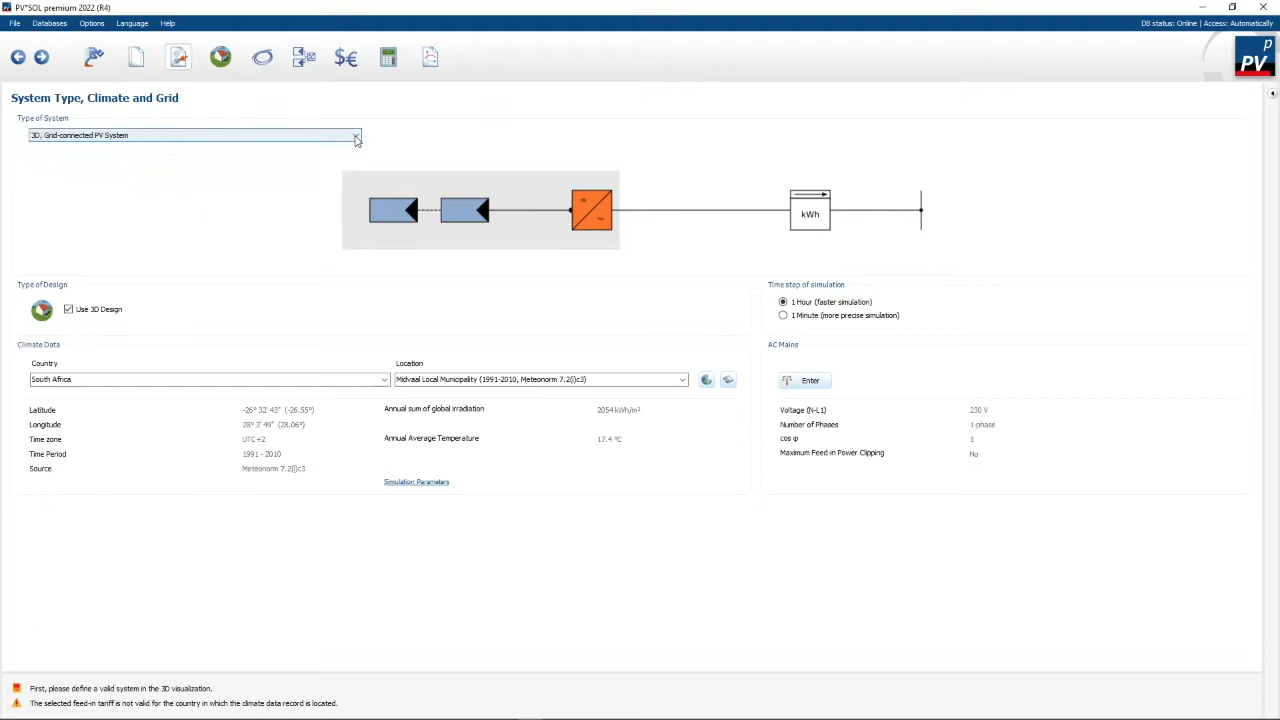 PV*SOL premium 2022 (R4)
File Databases Options Language Help
DB status: Online | Access: Automatically
$€
p
PV
System Type, Climate and Grid
Type of System
3D, Grid-connected PV System
kWh
Type of Design
Use 3D Design
Time step of simulation
1 Hour (faster simulation)
1 Minute (more precise simulation)
Climate Data
Country
Location
South Africa
Midvaal Local Municipality (1991-2010, Meteonorm 7.2(i)c3)
Latitude -26° 32' 43" (-26.55°)
Longitude 28° 3' 49" (28.06°)
Time zone UTC+2
Time Period 1991 - 2010
Source Meteonorm 7.2(i)c3
Annual sum of global irradiation 2054 kWh/m²
Annual Average Temperature 17.4 °C
Simulation Parameters
AC Mains
Enter
Voltage (N-L1) 230 V
Number of Phases 1-phase
cos φ 1
Maximum Feed-in Power Clipping No
First, please define a valid system in the 3D visualization.
The selected feed-in tariff is not valid for the country in which the climate data record is located.